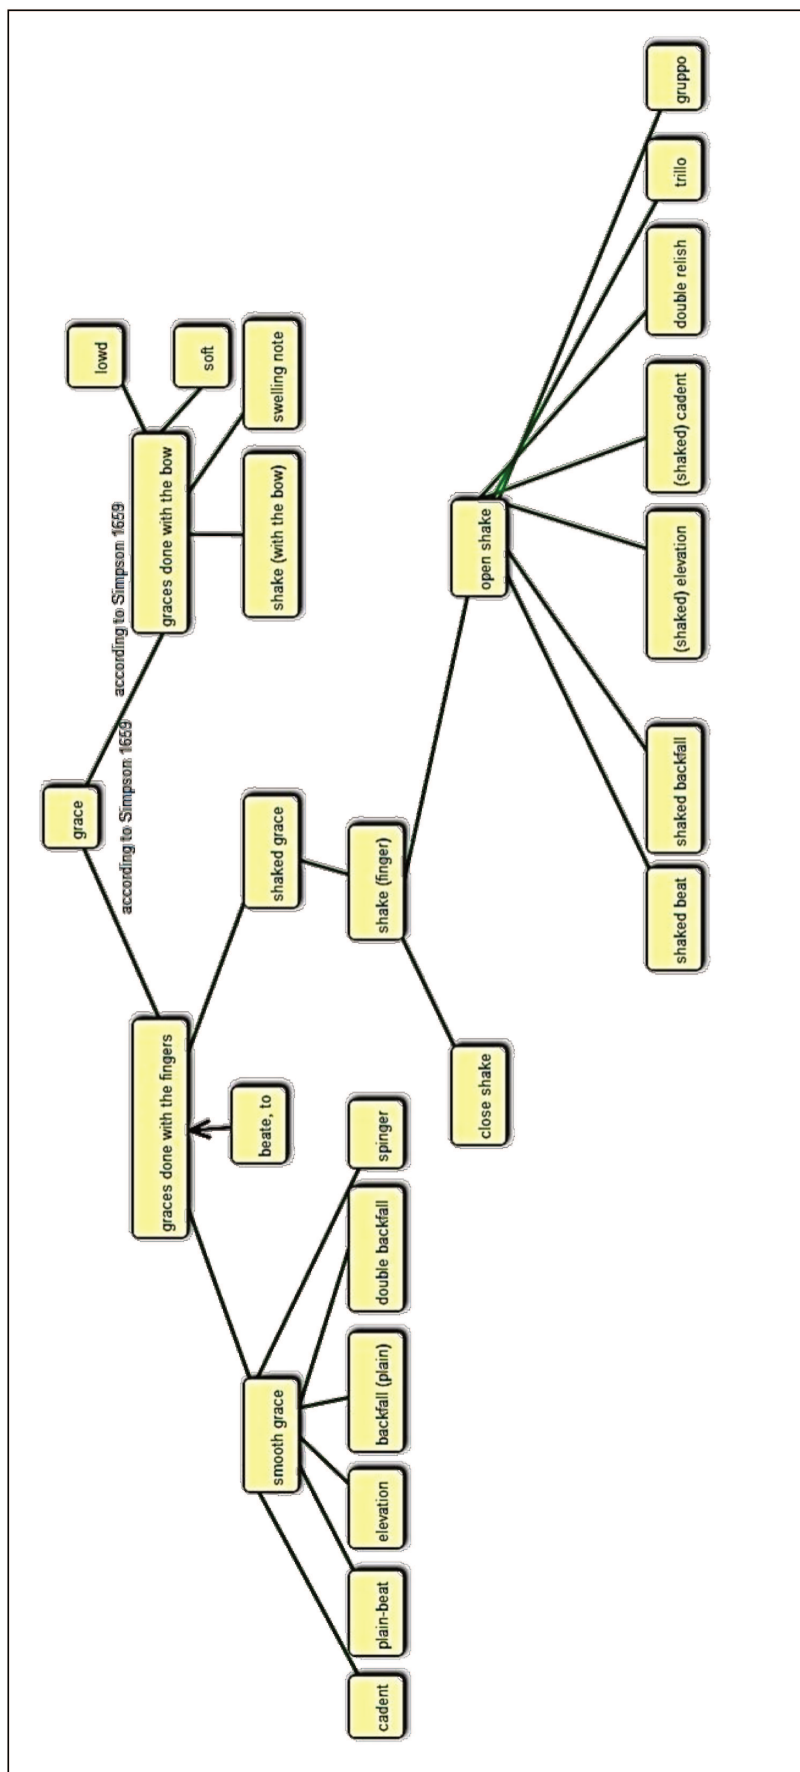 grace
according to Simpson 1659
according to Simpson 1659
graces done with the fingers
graces done with the bow
lowd
soft
beate, to
smooth grace
shaked grace
shake (with the bow)
swelling note
cadent
plain-beat
elevation
backfall (plain)
double backfall
spinger
shake (finger)
close shake
open shake
shaked beat
shaked backfall
(shaked) elevation
(shaked) cadent
double relish
trillo
gruppo